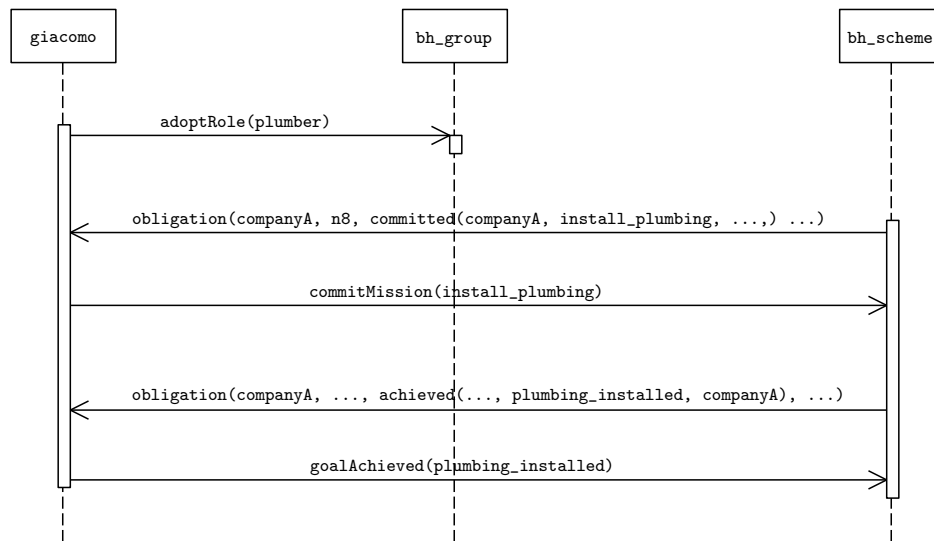 giacomo
bh_group
bh_scheme
adoptRole(plumber)
obligation(companyA, n8, committed(companyA, install_plumbing, ...,) ...)
commitMission(install_plumbing)
obligation(companyA, ..., achieved(..., plumbing_installed, companyA), ...)
goalAchieved(plumbing_installed)